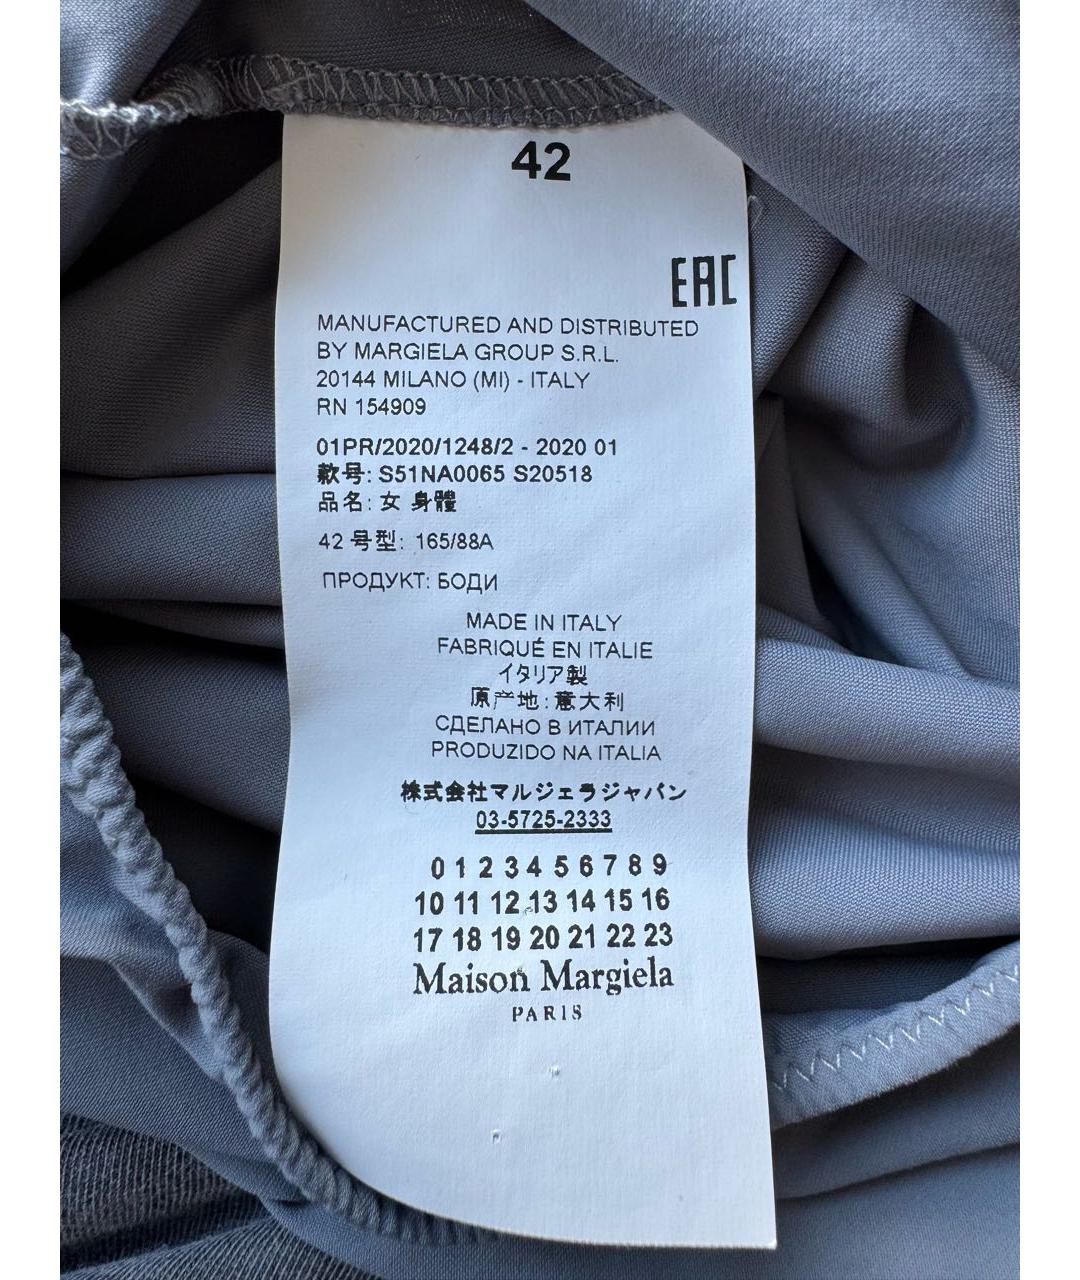 42
EAC
MANUFACTURED AND DISTRIBUTED
BY MARGIELA GROUP S.R.L.
20144 MILANO (MI) - ITALY
RN 154909
01PR/2020/1248/2 - 2020 01
款号: S51NA0065 S20518
品名: 女 身體
42 号型: 165/88A
ПРОДУКТ: БОДИ
MADE IN ITALY
FABRIQUÉ EN ITALIE
イタリア製
原产地: 意大利
СДЕЛАНО В ИТАЛИИ
PRODUZIDO NA ITALIA
株式会社マルジェラジャパン
03-5725-2333
0 1 2 3 4 5 6 7 8 9
10 11 12 13 14 15 16
17 18 19 20 21 22 23
Maison Margiela
PARIS